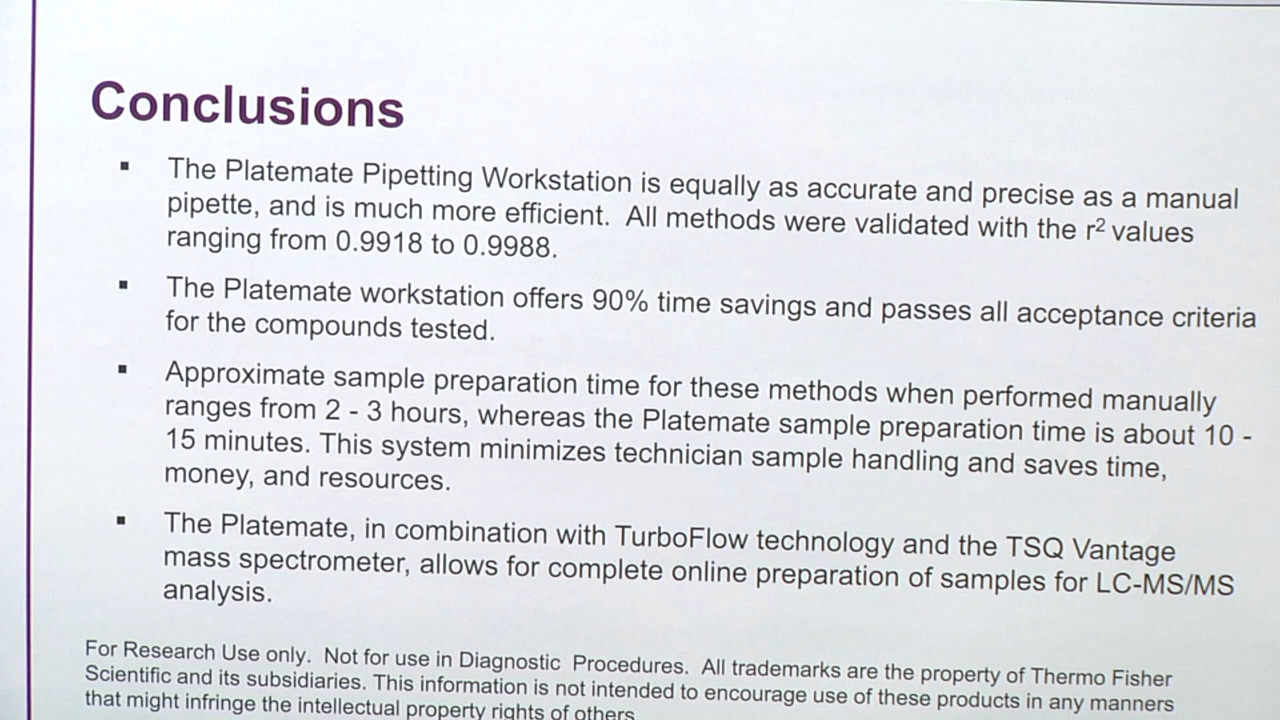 Conclusions
▪ The Platemate Pipetting Workstation is equally as accurate and precise as a manual
pipette, and is much more efficient.  All methods were validated with the r² values
ranging from 0.9918 to 0.9988.
▪ The Platemate workstation offers 90% time savings and passes all acceptance criteria
for the compounds tested.
▪ Approximate sample preparation time for these methods when performed manually
ranges from 2 - 3 hours, whereas the Platemate sample preparation time is about 10 -
15 minutes. This system minimizes technician sample handling and saves time,
money, and resources.
▪ The Platemate, in combination with TurboFlow technology and the TSQ Vantage
mass spectrometer, allows for complete online preparation of samples for LC-MS/MS
analysis.
For Research Use only.  Not for use in Diagnostic  Procedures.  All trademarks are the property of Thermo Fisher
Scientific and its subsidiaries. This information is not intended to encourage use of these products in any manners
that might infringe the intellectual property rights of others